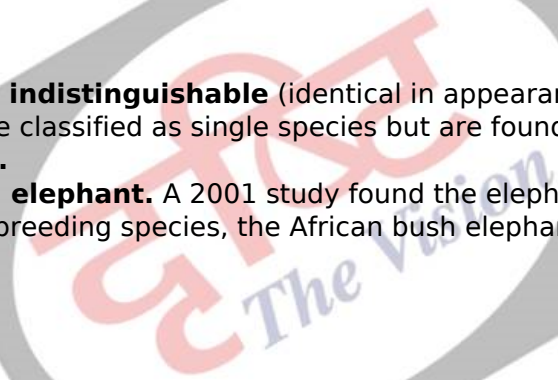 indistinguishable (identical in appearan
e classified as single species but are found
.
elephant. A 2001 study found the eleph
breeding species, the African bush elephan
दृष्टि
The Vision